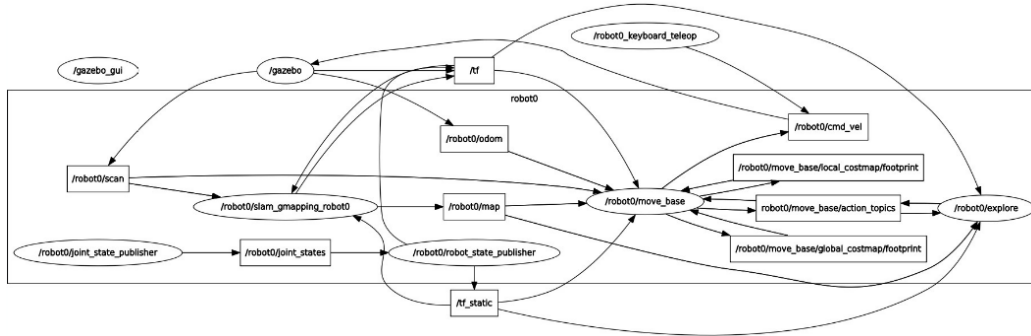 /robot0_keyboard_teleop
/gazebo_gui
/gazebo
/tf
robot0
/robot0/cmd_vel
/robot0/odom
/robot0/move_base/local_costmap/footprint
/robot0/scan
/robot0/slam_gmapping_robot0
/robot0/map
/robot0/move_base
/robot0/move_base/action_topics
/robot0/explore
/robot0/move_base/global_costmap/footprint
/robot0/joint_state_publisher
/robot0/joint_states
/robot0/robot_state_publisher
/tf_static